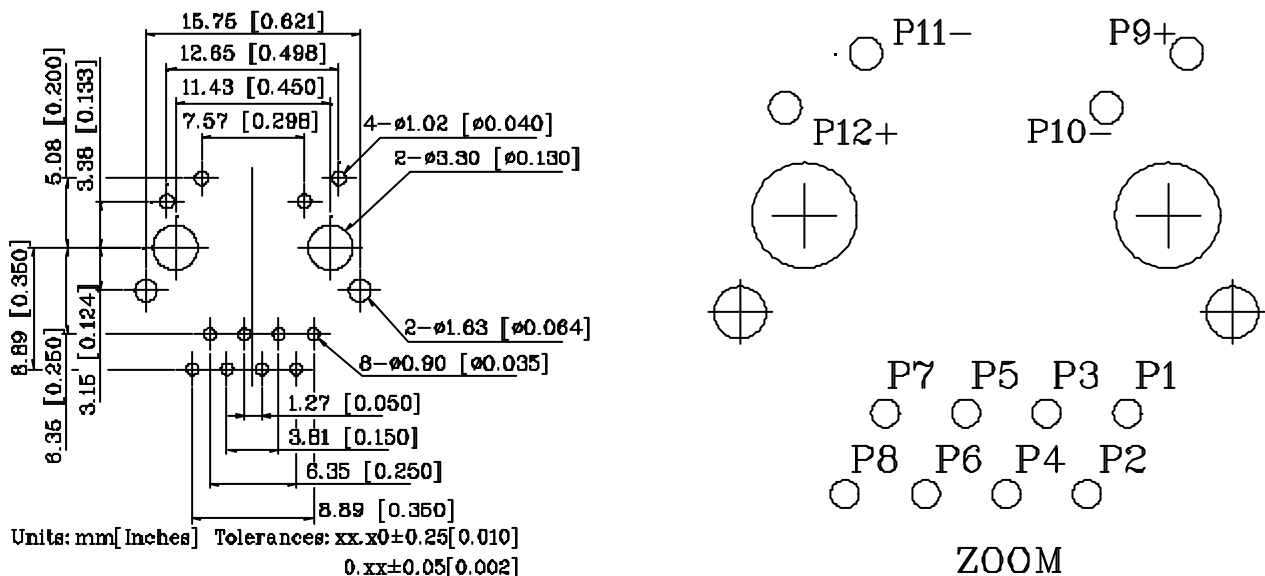 15.75 [0.621]
12.65 [0.498]
11.43 [0.450]
7.57 [0.298]
5.08 [0.200]
3.38 [0.133]
4-ø1.02 [ø0.040]
2-ø3.30 [ø0.130]
8.89 [0.350]
6.35 [0.250]
3.15 [0.124]
2-ø1.63 [ø0.064]
8-ø0.90 [ø0.035]
1.27 [0.050]
3.81 [0.150]
6.35 [0.250]
8.89 [0.350]
Units: mm[Inches] Tolerances: xx.x0±0.25[0.010]
0.xx±0.05[0.002]
P11- P9+
P12+ P10-
P7 P5 P3 P1
P8 P6 P4 P2
ZOOM